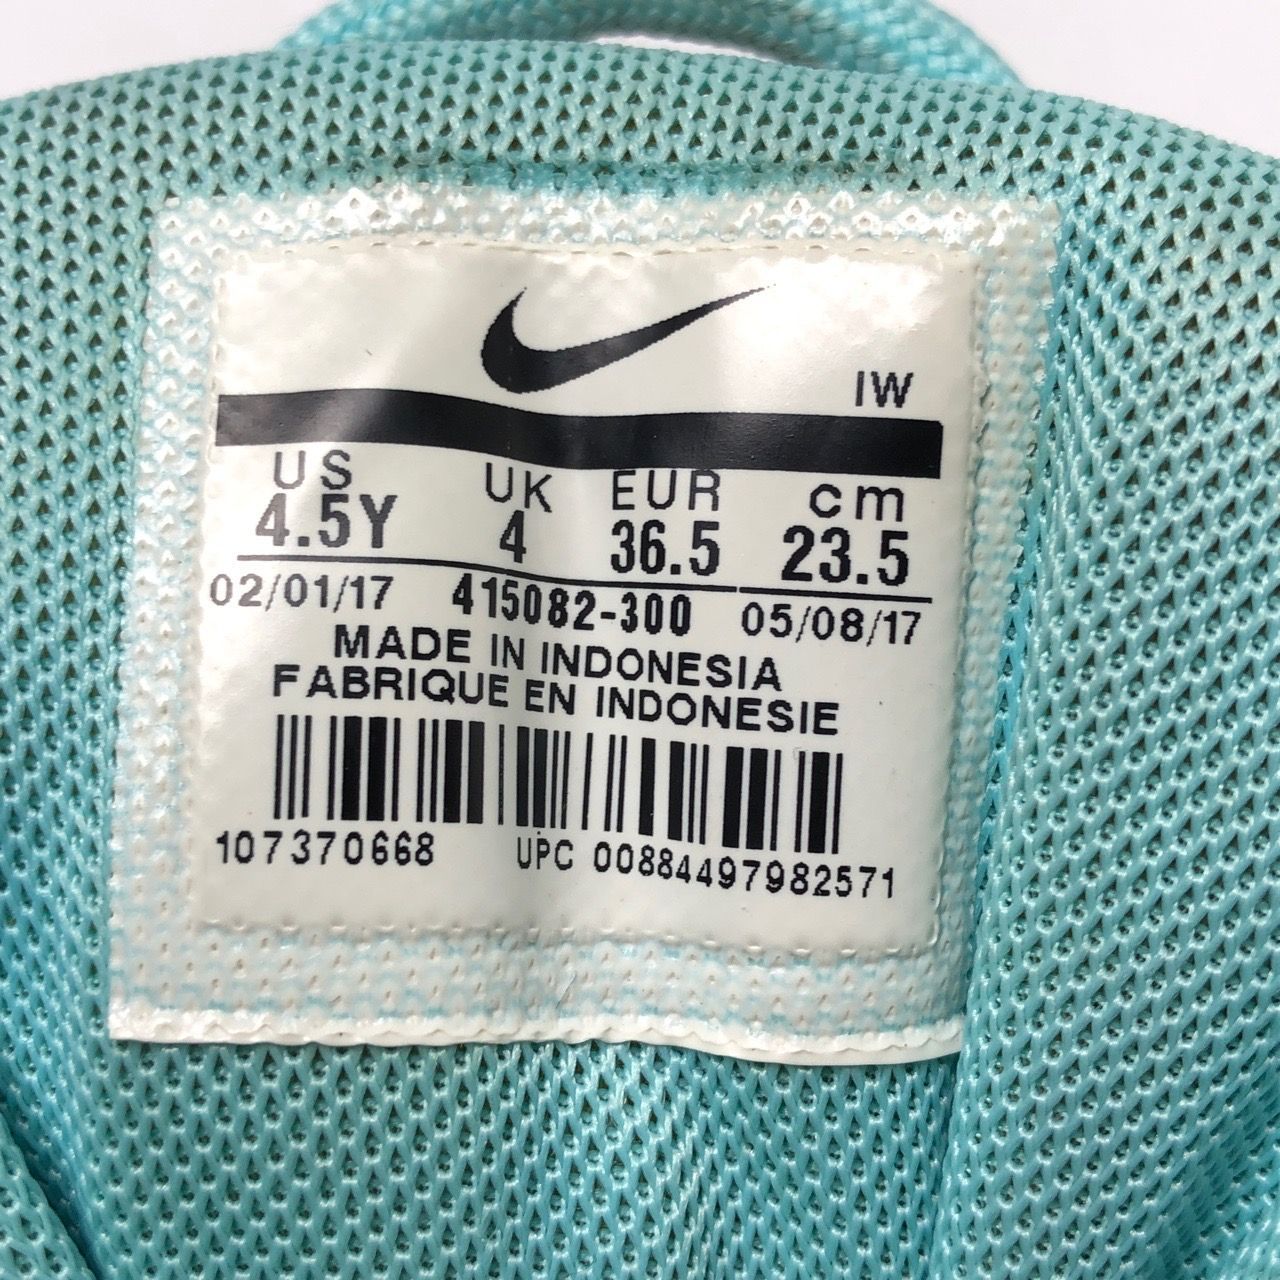 IW
US UK EUR cm
4.5Y 4 36.5 23.5
02/01/17 415082-300 05/08/17
MADE IN INDONESIA
FABRIQUE EN INDONESIE
107370668 UPC 00884497982571